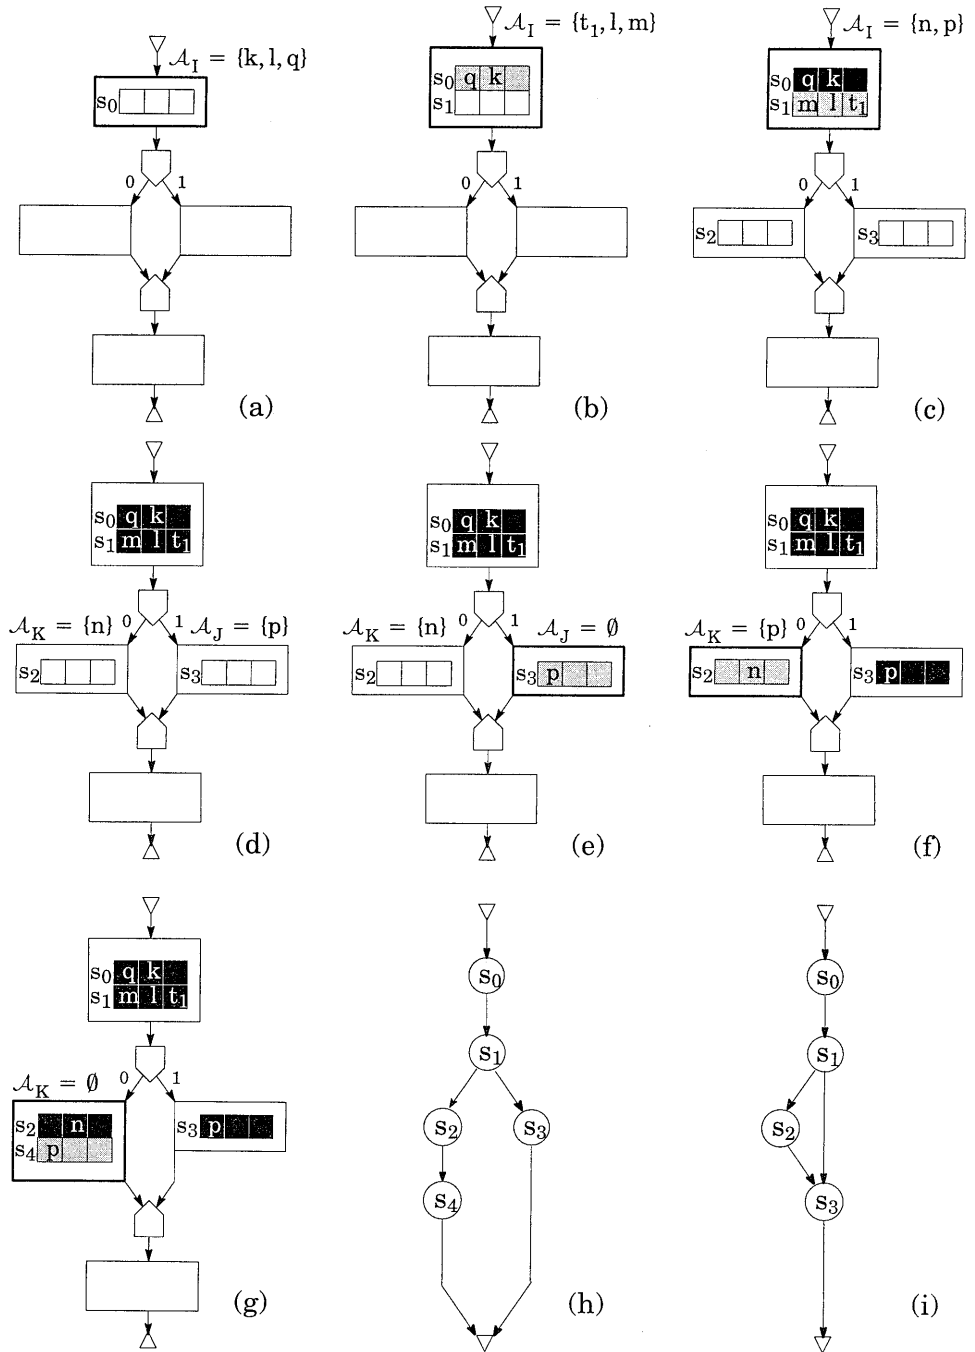 𝒜I = {k, l, q}
s0
0 1
(a)
𝒜I = {t1, l, m}
s0 q k
s1
0 1
(b)
𝒜I = {n, p}
s0 q k
s1 m l t1
0 1
s2 s3
(c)
s0 q k
s1 m l t1
𝒜K = {n} 0 1 𝒜J = {p}
s2 s3
(d)
s0 q k
s1 m l t1
𝒜K = {n} 0 1 𝒜J = ∅
s2 s3 p
(e)
s0 q k
s1 m l t1
𝒜K = {p} 0 1
s2 n s3 p
(f)
s0 q k
s1 m l t1
𝒜K = ∅ 0 1
s2 n s3 p
s4 p
(g)
s0
s1
s2 s3
s4
(h)
s0
s1
s2
s3
(i)